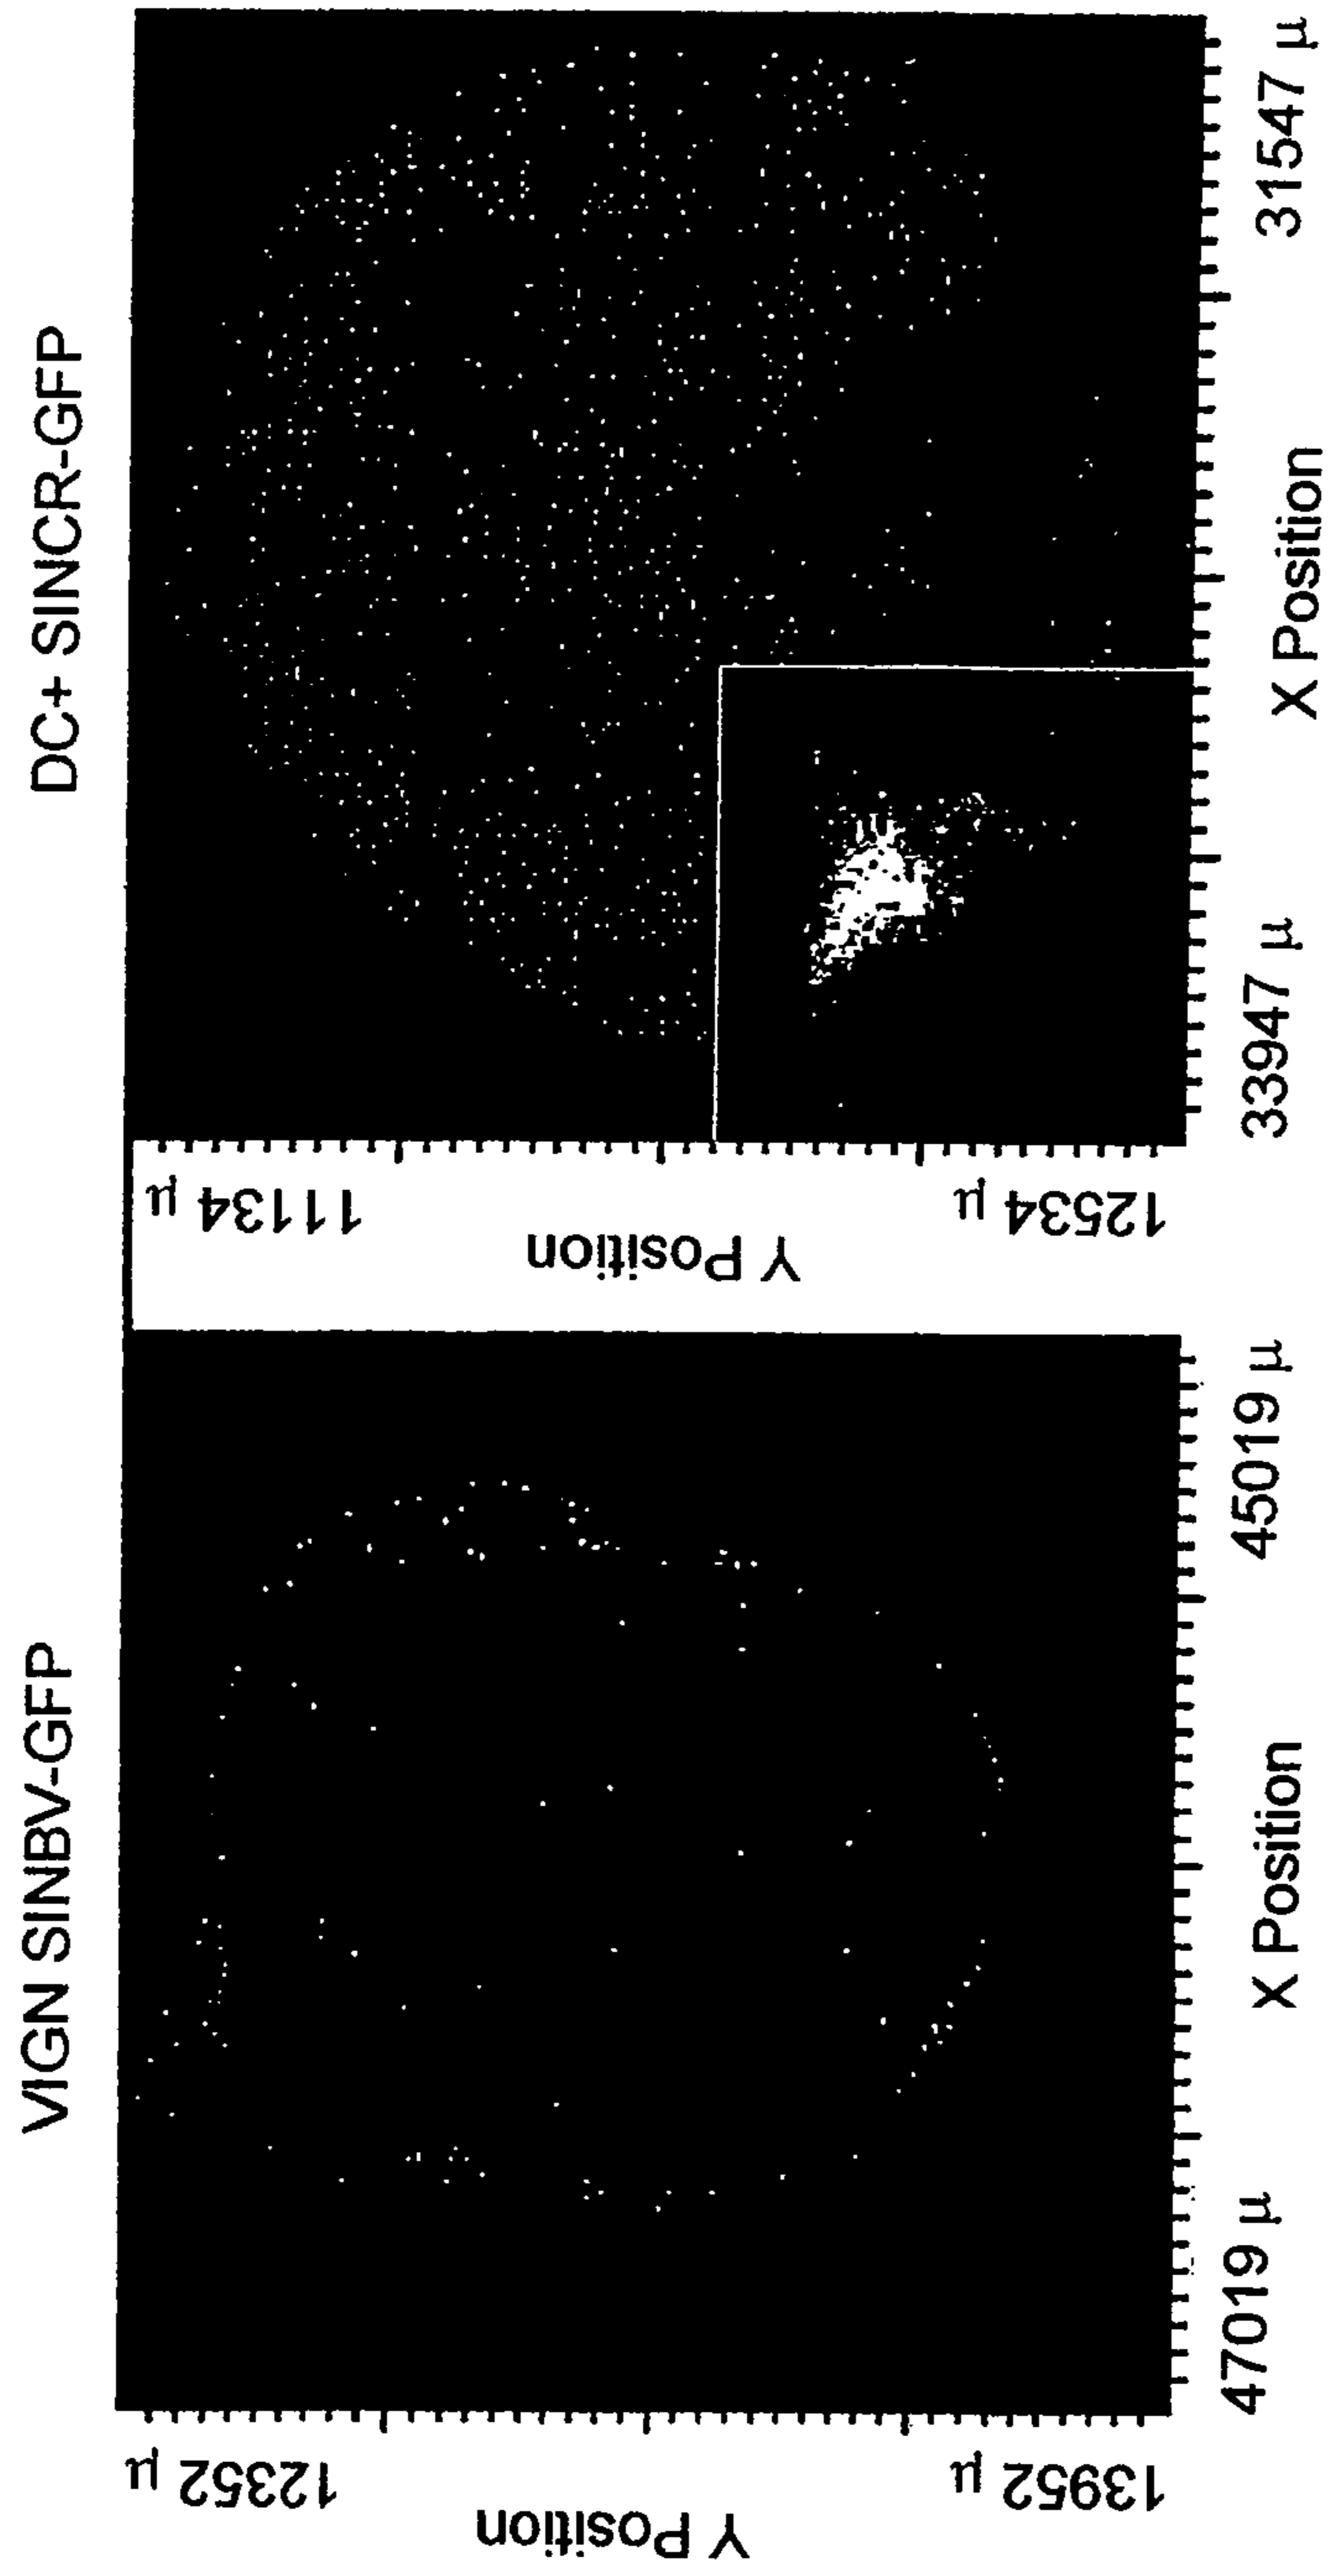 VIGN SINBV-GFP
12352 μ
Y Position
13952 μ
47019 μ
X Position
45019 μ
DC+ SINCR-GFP
11134 μ
Y Position
12534 μ
33947 μ
X Position
31547 μ